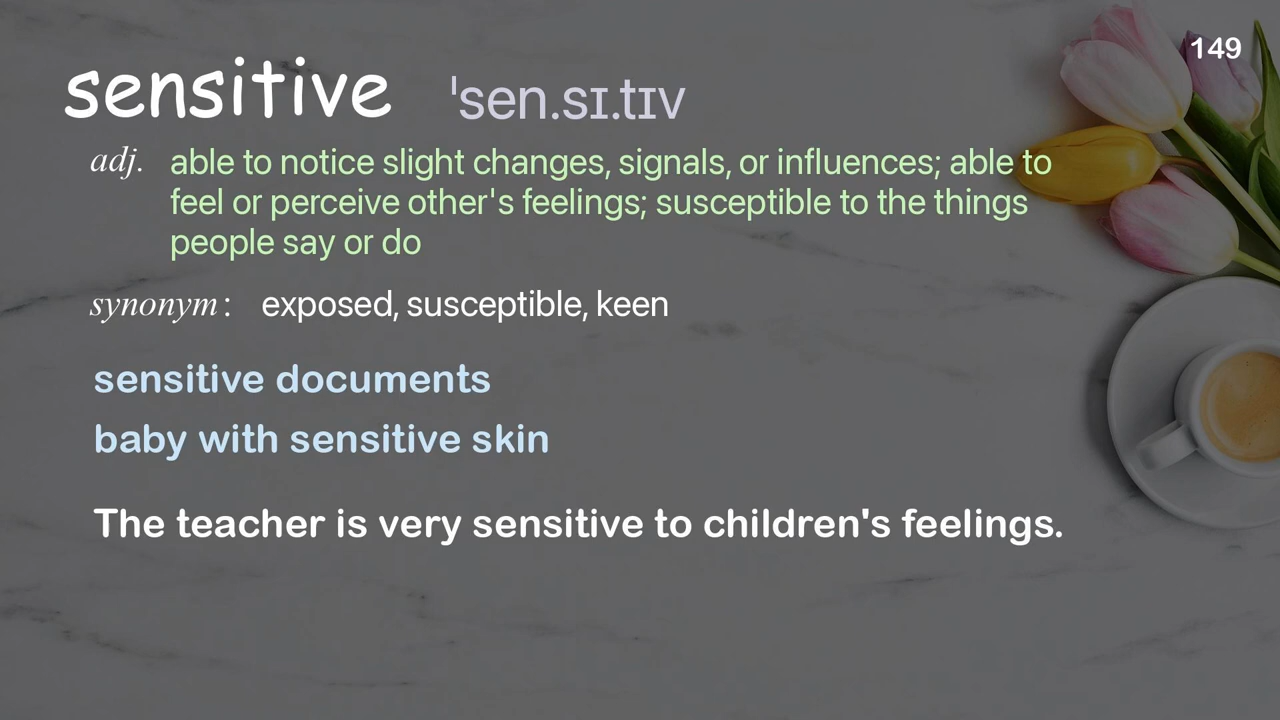 149
sensitive ˈsen.sɪ.tɪv
adj. able to notice slight changes, signals, or influences; able to
feel or perceive other's feelings; susceptible to the things
people say or do
synonym: exposed, susceptible, keen
sensitive documents
baby with sensitive skin
The teacher is very sensitive to children's feelings.